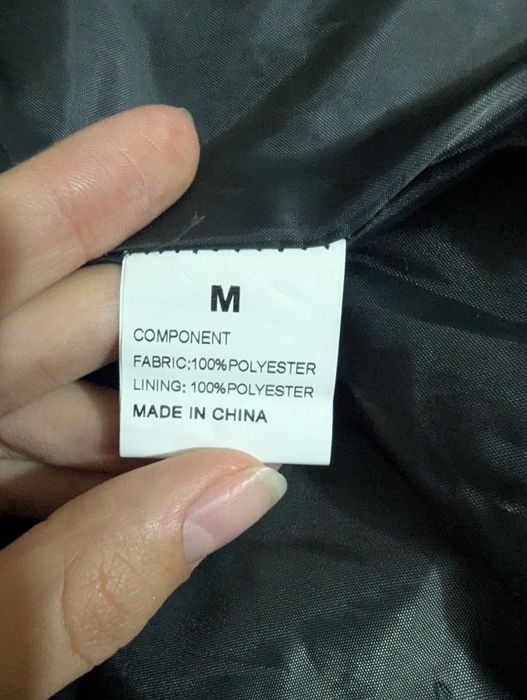 M
COMPONENT
FABRIC:100%POLYESTER
LINING: 100%POLYESTER
MADE IN CHINA